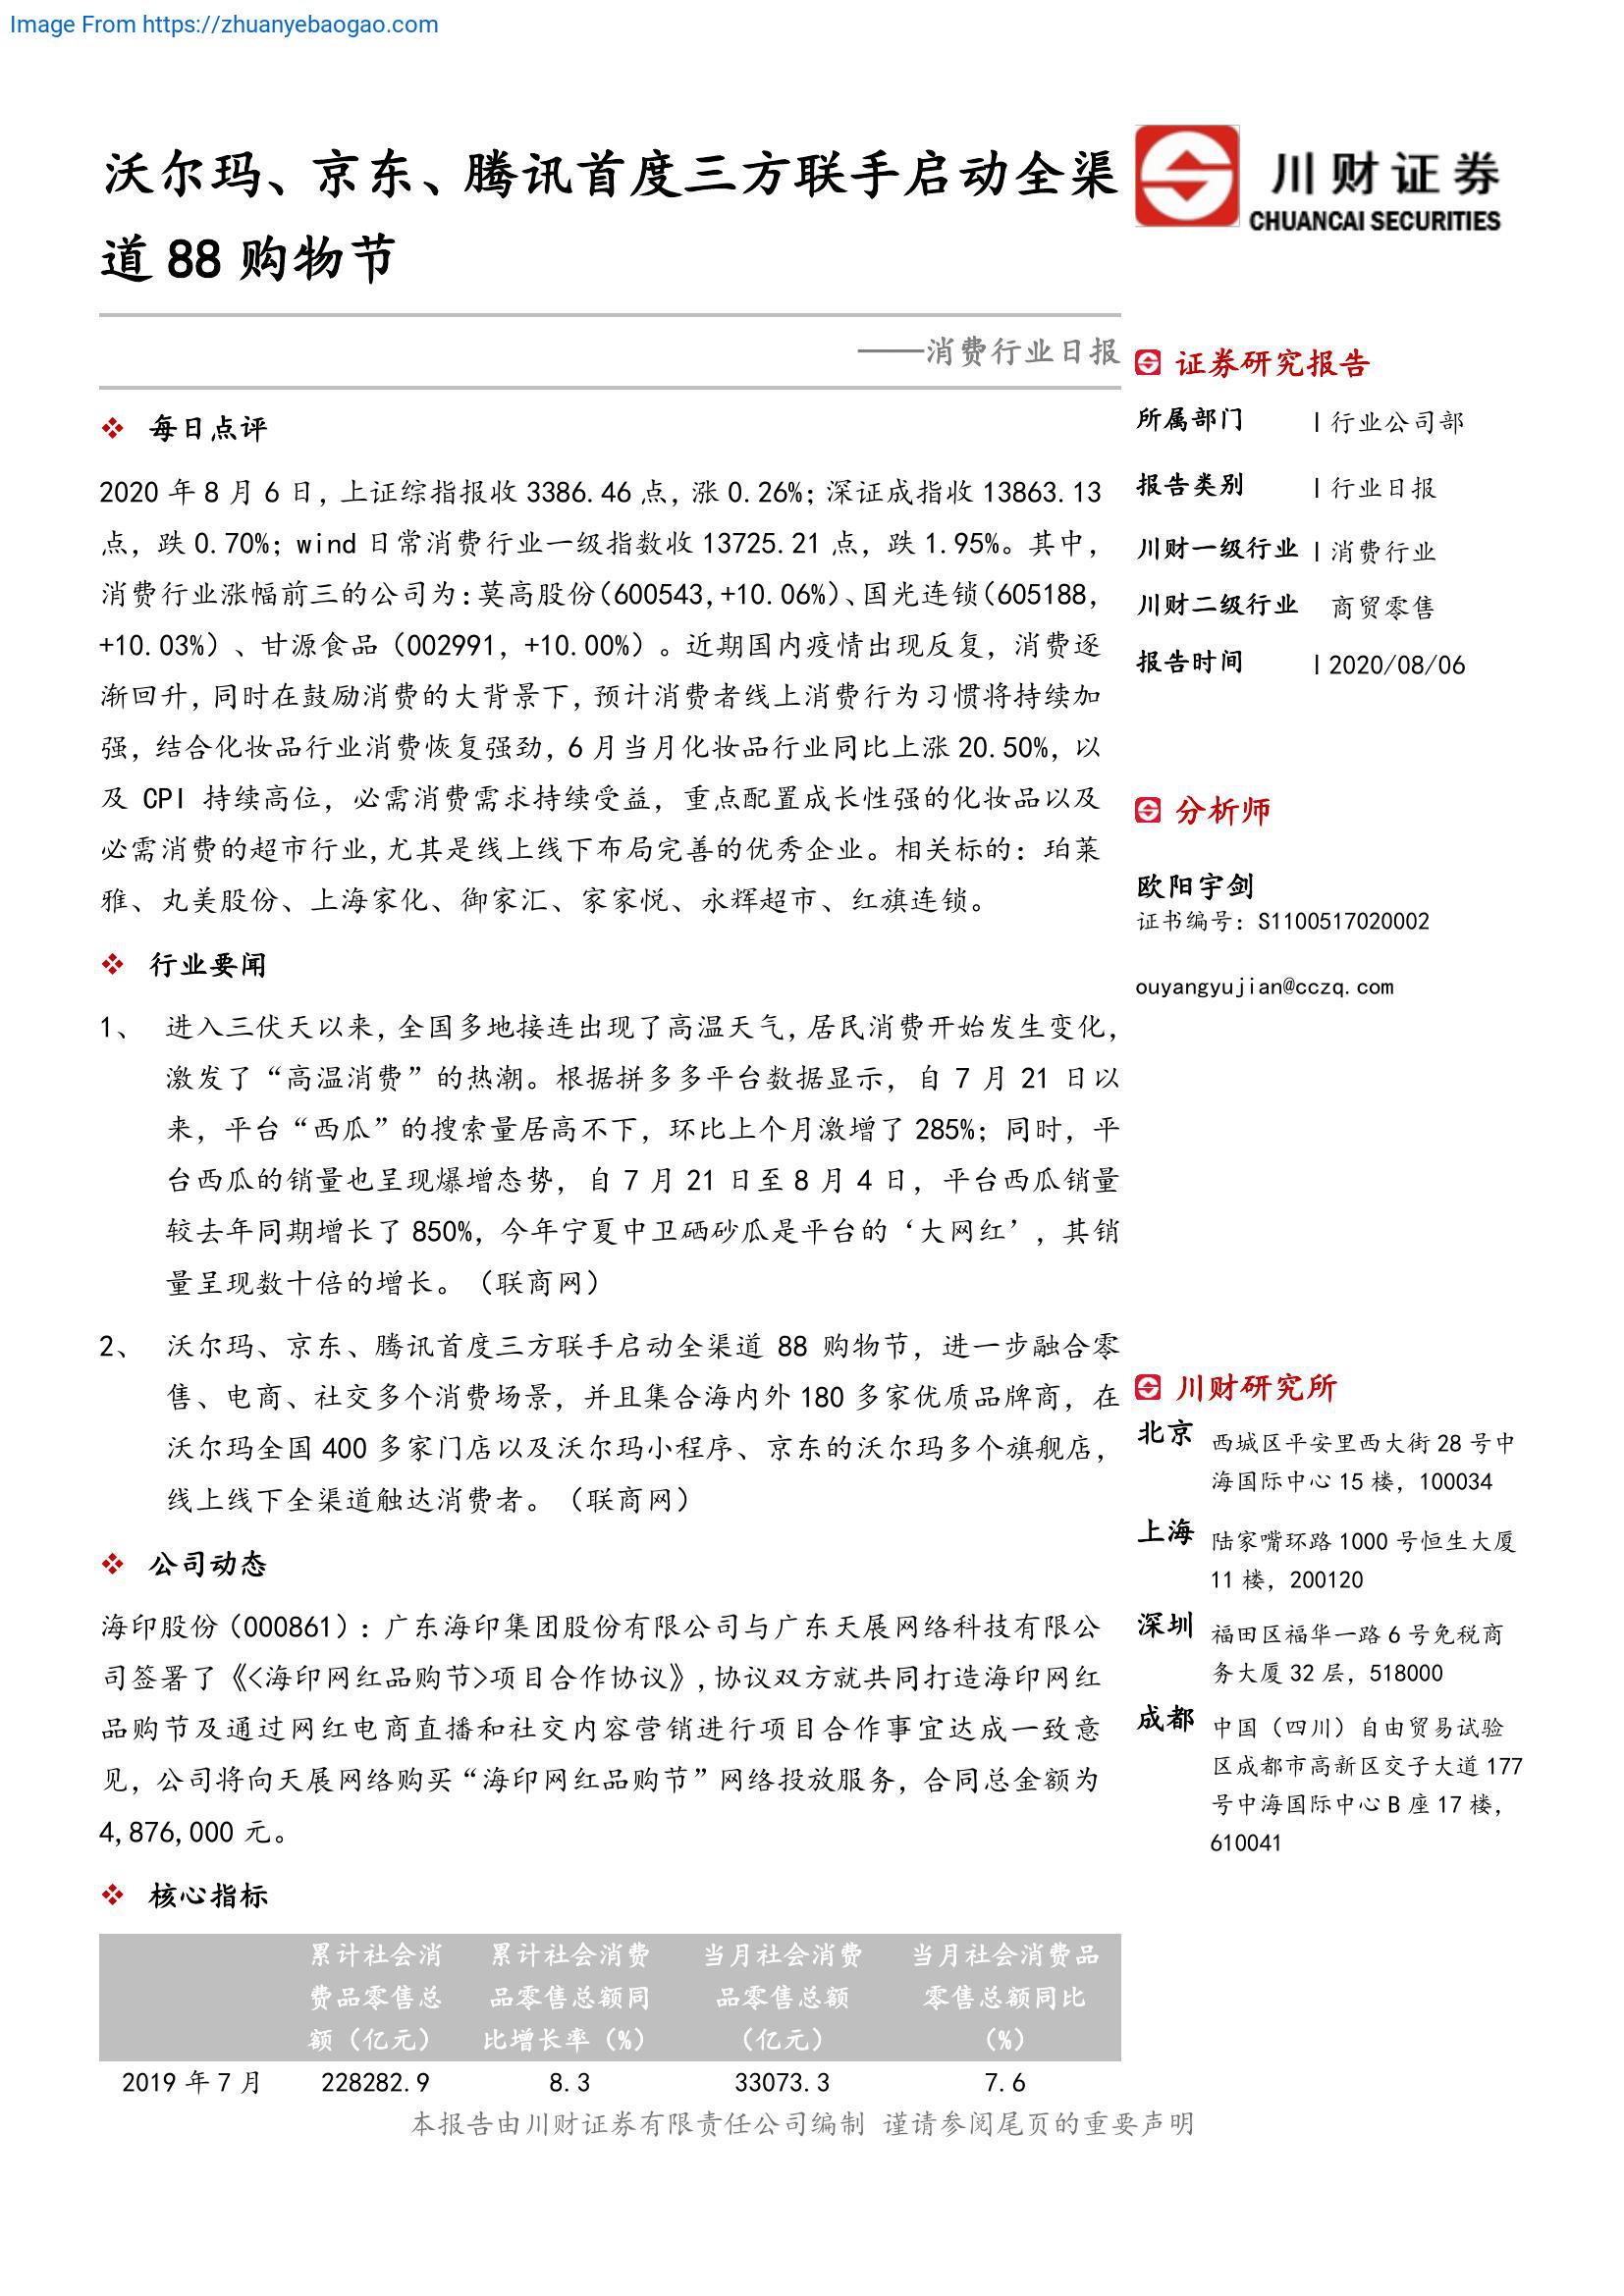 Image From https://zhuanyebaogao.com
沃尔玛、京东、腾讯首度三方联手启动全渠
道 88 购物节
川财证券
CHUANCAI SECURITIES
——消费行业日报
❖ 每日点评
2020 年 8 月 6 日，上证综指报收 3386.46 点，涨 0.26%；深证成指收 13863.13
点，跌 0.70%；wind 日常消费行业一级指数收 13725.21 点，跌 1.95%。其中，
消费行业涨幅前三的公司为：莫高股份（600543,+10.06%）、国光连锁（605188,
+10.03%）、甘源食品（002991, +10.00%）。近期国内疫情出现反复，消费逐
渐回升，同时在鼓励消费的大背景下，预计消费者线上消费行为习惯将持续加
强，结合化妆品行业消费恢复强劲，6 月当月化妆品行业同比上涨 20.50%，以
及 CPI 持续高位，必需消费需求持续受益，重点配置成长性强的化妆品以及
必需消费的超市行业,尤其是线上线下布局完善的优秀企业。相关标的：珀莱
雅、丸美股份、上海家化、御家汇、家家悦、永辉超市、红旗连锁。
❖ 行业要闻
1、 进入三伏天以来，全国多地接连出现了高温天气，居民消费开始发生变化，
激发了“高温消费”的热潮。根据拼多多平台数据显示，自 7 月 21 日以
来，平台“西瓜”的搜索量居高不下，环比上个月激增了 285%；同时，平
台西瓜的销量也呈现爆增态势，自 7 月 21 日至 8 月 4 日，平台西瓜销量
较去年同期增长了 850%，今年宁夏中卫硒砂瓜是平台的‘大网红’，其销
量呈现数十倍的增长。（联商网）
2、 沃尔玛、京东、腾讯首度三方联手启动全渠道 88 购物节，进一步融合零
售、电商、社交多个消费场景，并且集合海内外 180 多家优质品牌商，在
沃尔玛全国 400 多家门店以及沃尔玛小程序、京东的沃尔玛多个旗舰店，
线上线下全渠道触达消费者。（联商网）
❖ 公司动态
海印股份（000861）：广东海印集团股份有限公司与广东天展网络科技有限公
司签署了《<海印网红品购节>项目合作协议》,协议双方就共同打造海印网红
品购节及通过网红电商直播和社交内容营销进行项目合作事宜达成一致意
见，公司将向天展网络购买“海印网红品购节”网络投放服务，合同总金额为
4,876,000 元。
❖ 核心指标
累计社会消 累计社会消费 当月社会消费 当月社会消费品
费品零售总 品零售总额同 品零售总额 零售总额同比
额（亿元） 比增长率（%） （亿元） （%）
2019 年 7 月 228282.9 8.3 33073.3 7.6
证券研究报告
所属部门 | 行业公司部
报告类别 | 行业日报
川财一级行业 | 消费行业
川财二级行业 商贸零售
报告时间 | 2020/08/06
分析师
欧阳宇剑
证书编号：S1100517020002
ouyangyujian@cczq.com
川财研究所
北京 西城区平安里西大街 28 号中
海国际中心 15 楼，100034
上海 陆家嘴环路 1000 号恒生大厦
11 楼，200120
深圳 福田区福华一路 6 号免税商
务大厦 32 层，518000
成都 中国（四川）自由贸易试验
区成都市高新区交子大道 177
号中海国际中心 B 座 17 楼，
610041
本报告由川财证券有限责任公司编制 谨请参阅尾页的重要声明